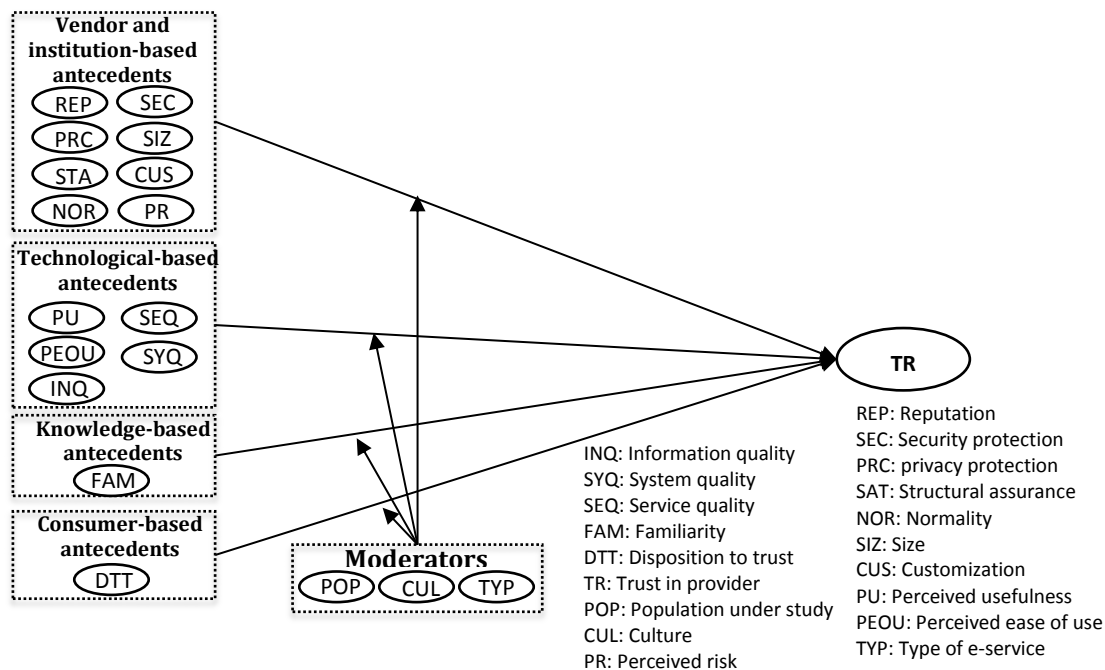 Vendor and
institution-based
antecedents
REP SEC
PRC SIZ
STA CUS
NOR PR
Technological-based
antecedents
PU SEQ
PEOU SYQ
INQ
Knowledge-based
antecedents
FAM
Consumer-based
antecedents
DTT
Moderators
POP CUL TYP
TR
INQ: Information quality
SYQ: System quality
SEQ: Service quality
FAM: Familiarity
DTT: Disposition to trust
TR: Trust in provider
POP: Population under study
CUL: Culture
PR: Perceived risk
REP: Reputation
SEC: Security protection
PRC: privacy protection
SAT: Structural assurance
NOR: Normality
SIZ: Size
CUS: Customization
PU: Perceived usefulness
PEOU: Perceived ease of use
TYP: Type of e-service